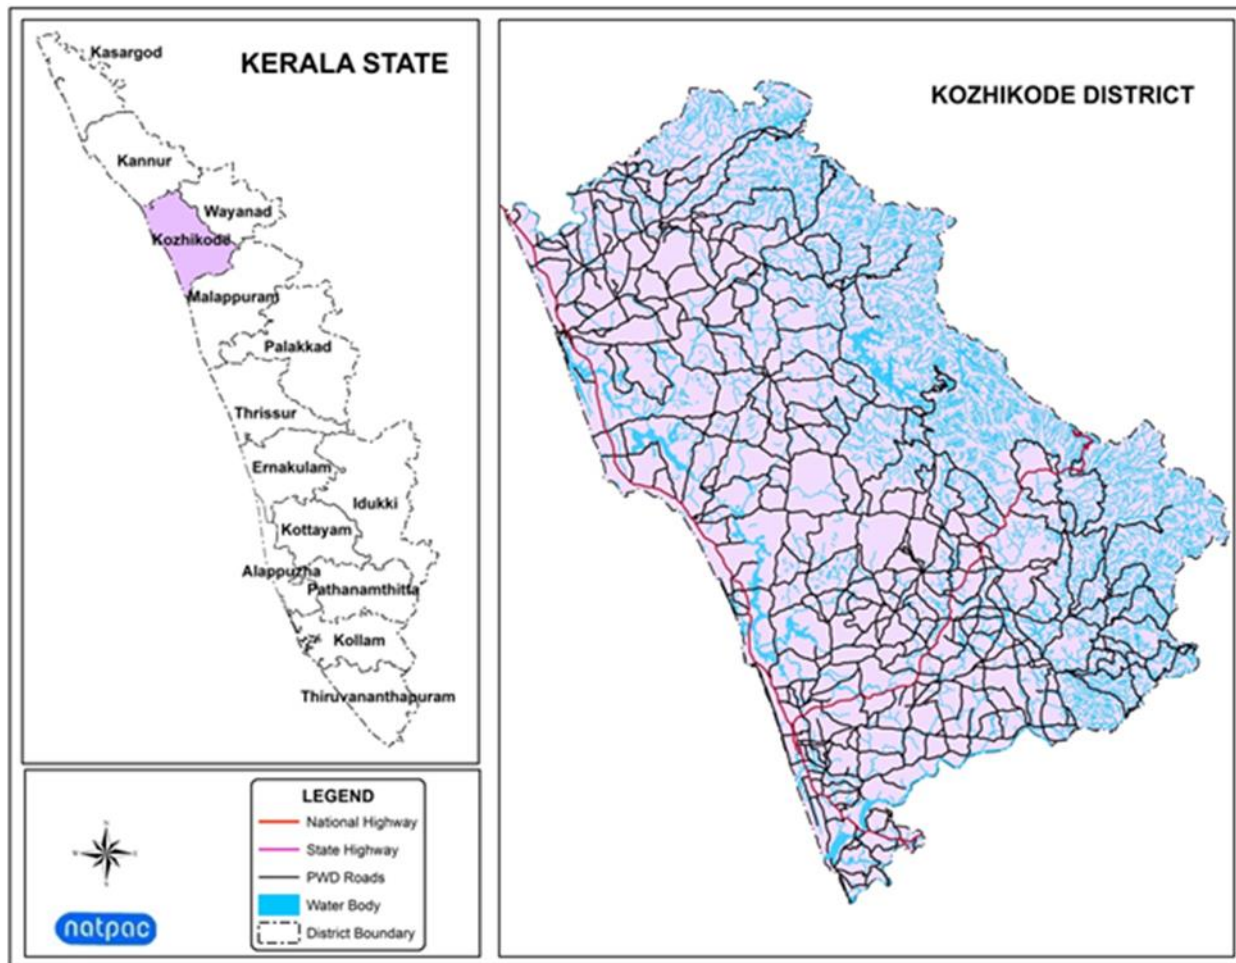 KERALA STATE
Kasargod
Kannur
Wayanad
Kozhikode
Malappuram
Palakkad
Thrissur
Ernakulam
Idukki
Kottayam
Alappuzha
Pathanamthitta
Kollam
Thiruvananthapuram
KOZHIKODE DISTRICT
LEGEND
National Highway
State Highway
PWD Roads
Water Body
District Boundary
N
W
E
S
natpac